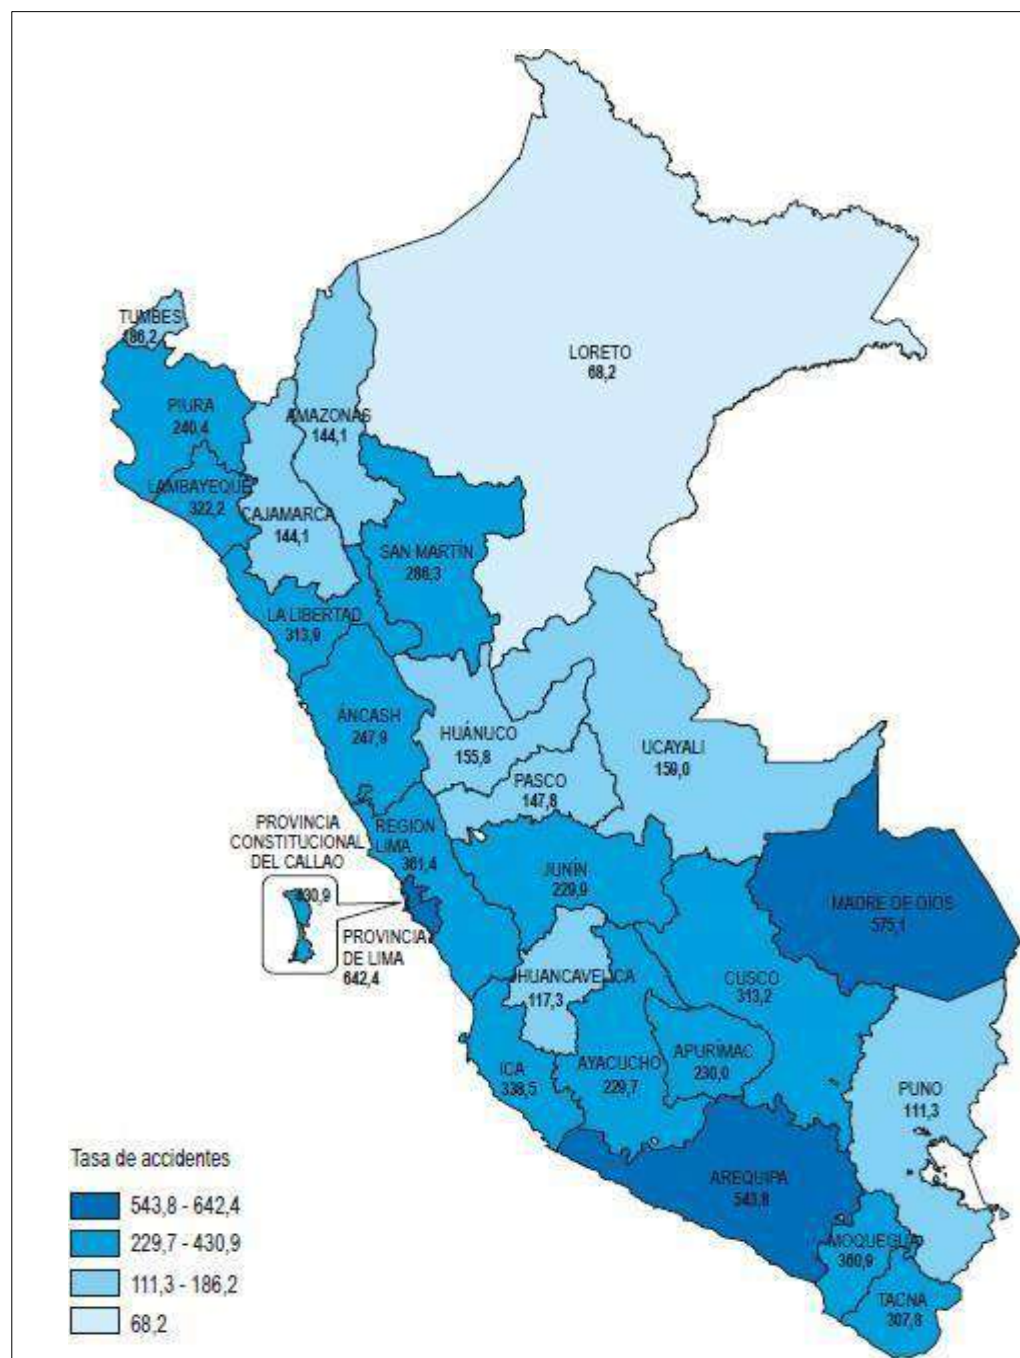 TUMBES
186,2
LORETO
68,2
PIURA
240,4
AMAZONAS
144,1
LAMBAYEQUE
322,2
CAJAMARCA
144,1
SAN MARTÍN
286,3
LA LIBERTAD
313,9
ÁNCASH
247,9
HUÁNUCO
155,8
UCAYALI
159,0
PASCO
147,8
PROVINCIA
CONSTITUCIONAL
DEL CALLAO
430,9
REGIÓN
LIMA
361,4
JUNÍN
229,9
MADRE DE DIOS
575,1
PROVINCIA
DE LIMA
642,4
HUANCAVELICA
117,3
CUSCO
313,2
ICA
338,5
AYACUCHO
229,7
APURÍMAC
230,0
PUNO
111,3
AREQUIPA
543,8
MOQUEGUA
360,9
TACNA
307,8
Tasa de accidentes
543,8 - 642,4
229,7 - 430,9
111,3 - 186,2
68,2